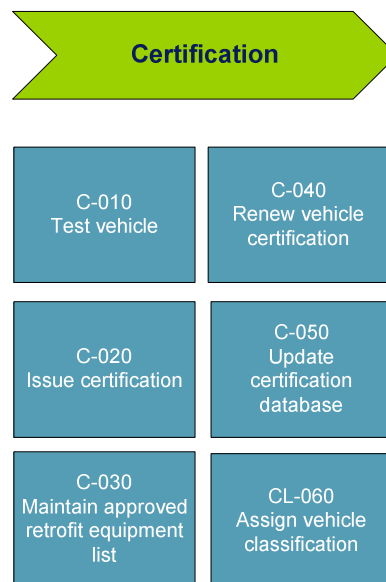 Certification
C-010
Test vehicle
C-040
Renew vehicle
certification
C-020
Issue certification
C-050
Update
certification
database
C-030
Maintain approved
retrofit equipment
list
CL-060
Assign vehicle
classification